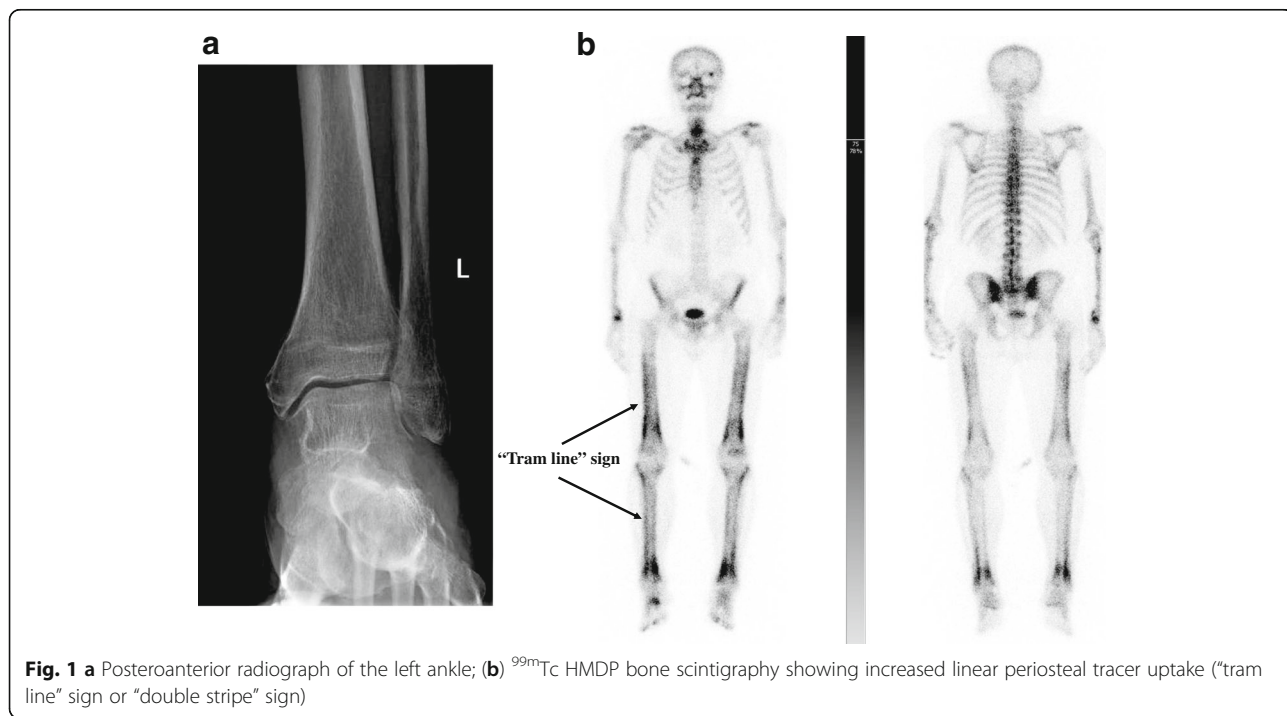 a
b
L
75
78%
“Tram line” sign
Fig. 1 a Posteroanterior radiograph of the left ankle; (b) 99mTc HMDP bone scintigraphy showing increased linear periosteal tracer uptake (“tram
line” sign or “double stripe” sign)